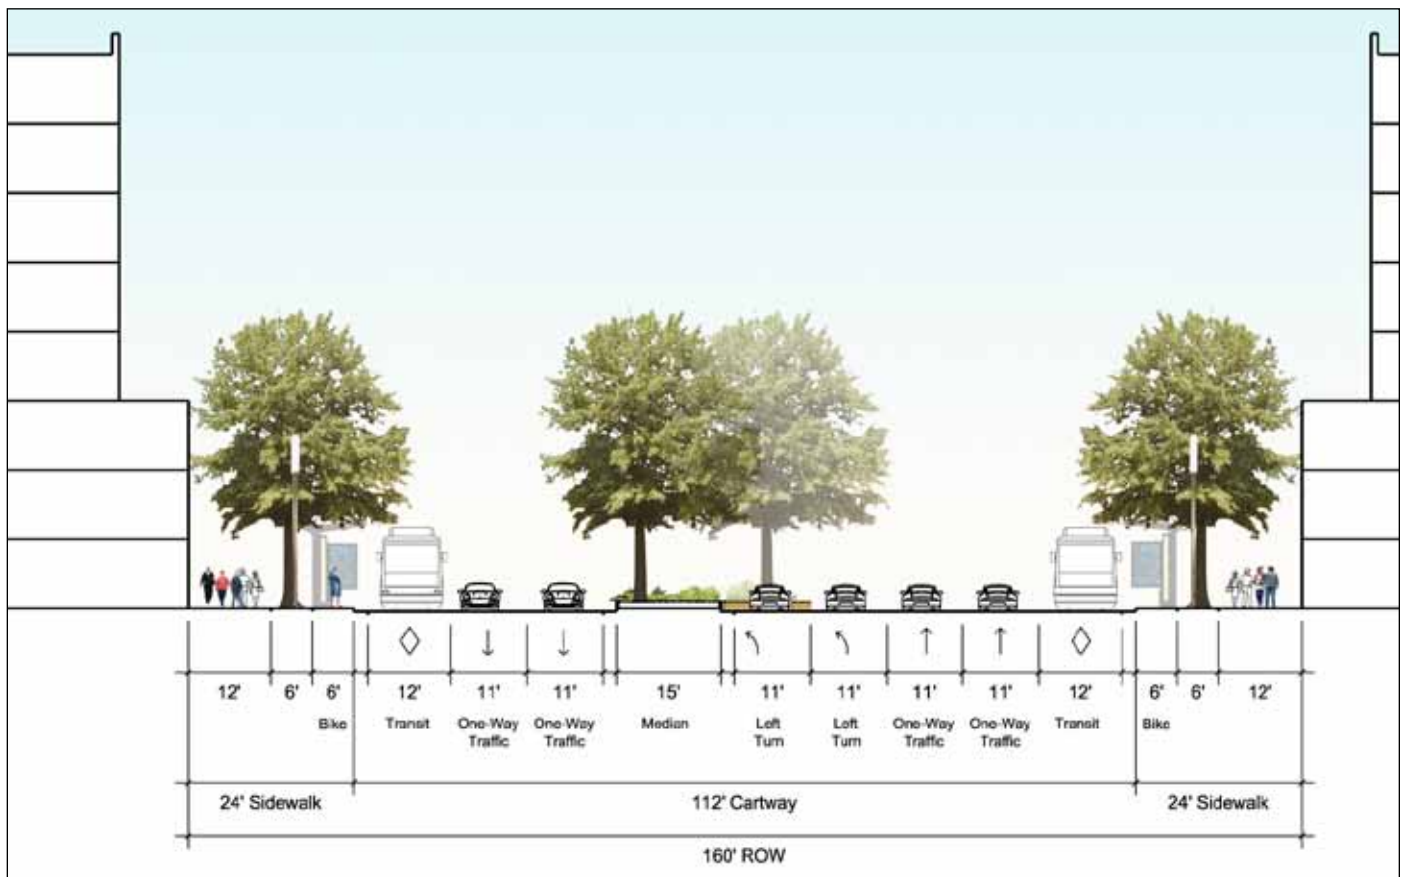 12' 6' 6' 12' 11' 11' 15' 11' 11' 11' 11' 12' 6' 6' 12'
Bike Transit One-Way One-Way Median Left Left One-Way One-Way Transit Bike
Traffic Traffic Turn Turn Traffic Traffic
24' Sidewalk 112' Cartway 24' Sidewalk
160' ROW